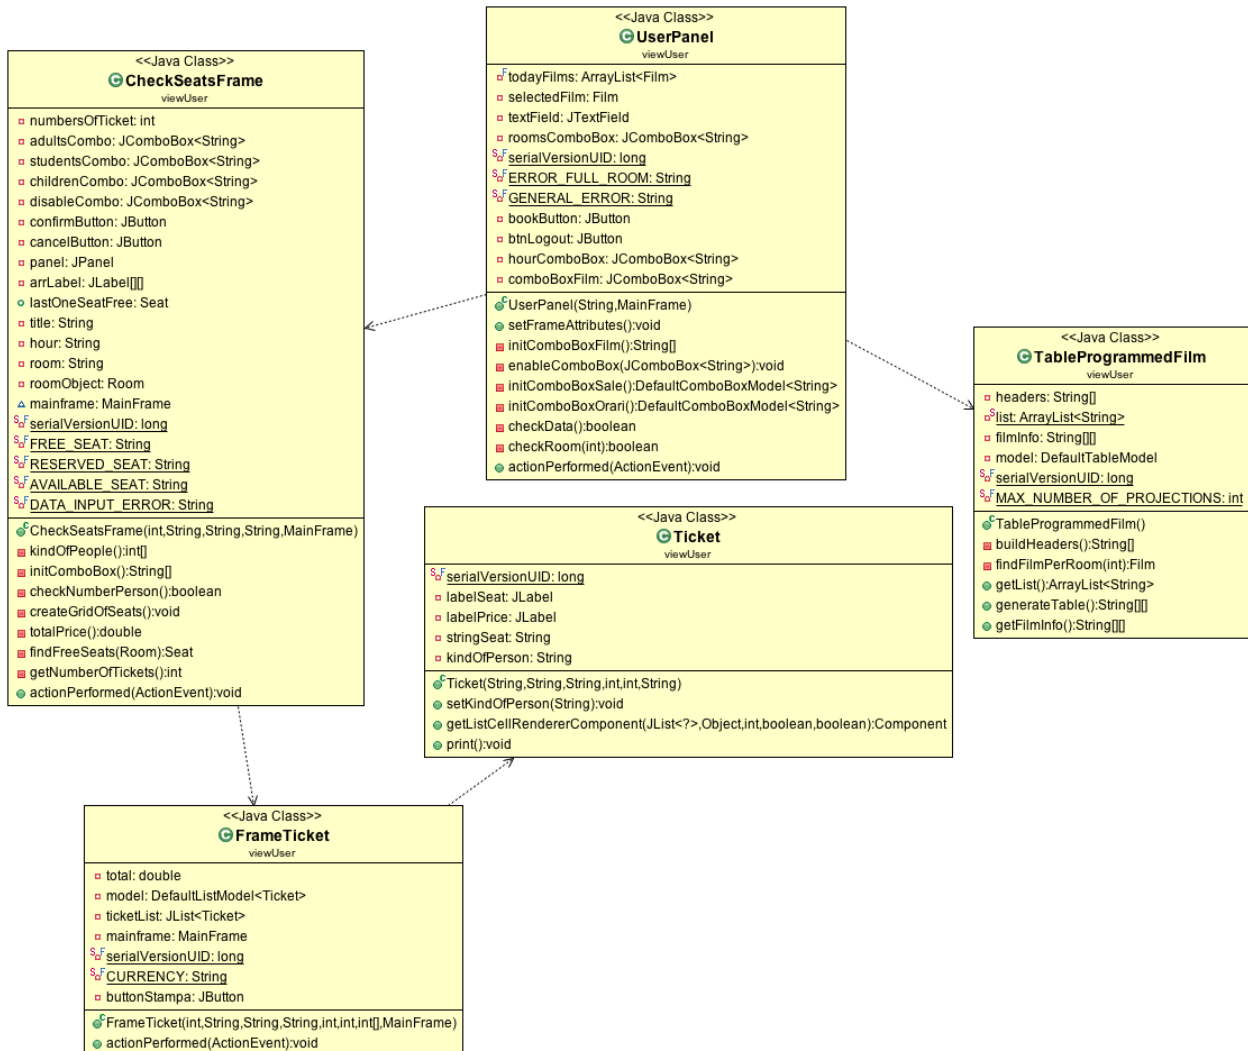 <<Java Class>>
CheckSeatsFrame
viewUser
numbersOfTicket: int
adultsCombo: JComboBox<String>
studentsCombo: JComboBox<String>
childrenCombo: JComboBox<String>
disableCombo: JComboBox<String>
confirmButton: JButton
cancelButton: JButton
panel: JPanel
arrLabel: JLabel[][]
lastOneSeatFree: Seat
title: String
hour: String
room: String
roomObject: Room
mainframe: MainFrame
serialVersionUID: long
FREE_SEAT: String
RESERVED_SEAT: String
AVAILABLE_SEAT: String
DATA_INPUT_ERROR: String
CheckSeatsFrame(int,String,String,String,MainFrame)
kindOfPeople():int[]
initComboBox():String[]
checkNumberPerson():boolean
createGridOfSeats():void
totalPrice():double
findFreeSeats(Room):Seat
getNumberOfTickets():int
actionPerformed(ActionEvent):void
<<Java Class>>
UserPanel
viewUser
todayFilms: ArrayList<Film>
selectedFilm: Film
textField: JTextField
roomsComboBox: JComboBox<String>
serialVersionUID: long
ERROR_FULL_ROOM: String
GENERAL_ERROR: String
bookButton: JButton
btnLogout: JButton
hourComboBox: JComboBox<String>
comboBoxFilm: JComboBox<String>
UserPanel(String,MainFrame)
setFrameAttributes():void
initComboBoxFilm():String[]
enableComboBox(JComboBox<String>):void
initComboBoxSale():DefaultComboBoxModel<String>
initComboBoxOrari():DefaultComboBoxModel<String>
checkData():boolean
checkRoom(int):boolean
actionPerformed(ActionEvent):void
<<Java Class>>
TableProgrammedFilm
viewUser
headers: String[]
list: ArrayList<String>
filmInfo: String[][]
model: DefaultTableModel
serialVersionUID: long
MAX_NUMBER_OF_PROJECTIONS: int
TableProgrammedFilm()
buildHeaders():String[]
findFilmPerRoom(int):Film
getList():ArrayList<String>
generateTable():String[][]
getFilmInfo():String[][]
<<Java Class>>
Ticket
viewUser
serialVersionUID: long
labelSeat: JLabel
labelPrice: JLabel
stringSeat: String
kindOfPerson: String
Ticket(String,String,String,int,int,String)
setKindOfPerson(String):void
getListCellRendererComponent(JList<?>,Object,int,boolean,boolean):Component
print():void
<<Java Class>>
FrameTicket
viewUser
total: double
model: DefaultListModel<Ticket>
ticketList: JList<Ticket>
mainframe: MainFrame
serialVersionUID: long
CURRENCY: String
buttonStampa: JButton
FrameTicket(int,String,String,String,int,int,int[],MainFrame)
actionPerformed(ActionEvent):void